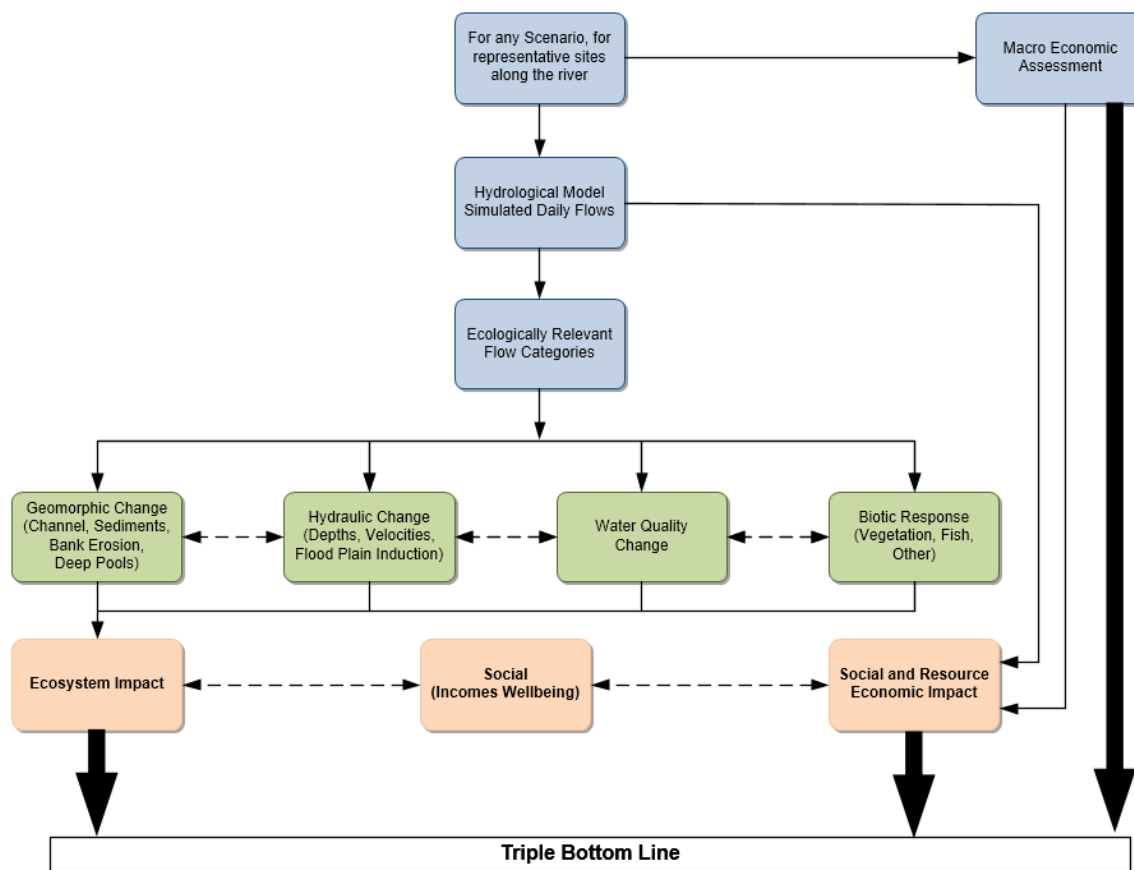 For any Scenario, for
representative sites
along the river
Macro Economic
Assessment
Hydrological Model
Simulated Daily Flows
Ecologically Relevant
Flow Categories
Geomorphic Change
(Channel, Sediments,
Bank Erosion,
Deep Pools)
Hydraulic Change
(Depths, Velocities,
Flood Plain Induction)
Water Quality
Change
Biotic Response
(Vegetation, Fish,
Other)
Ecosystem Impact
Social
(Incomes Wellbeing)
Social and Resource
Economic Impact
Triple Bottom Line